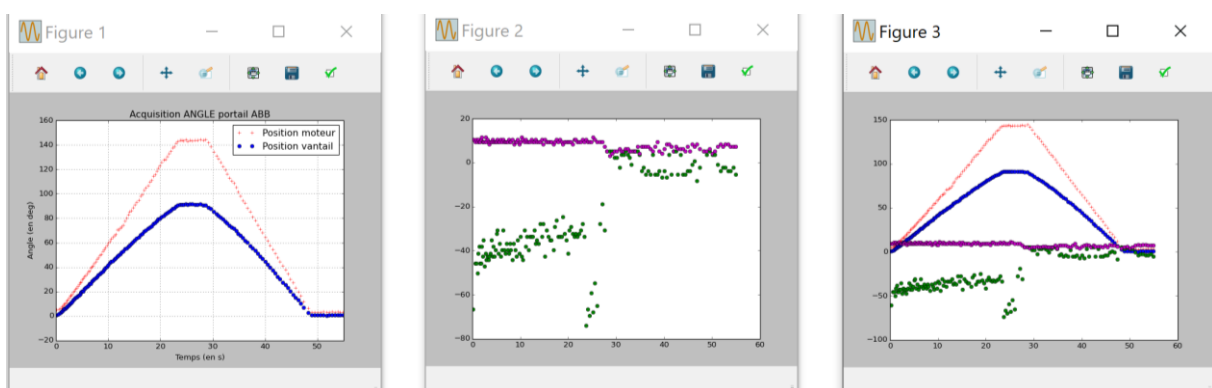 Figure 1
Acquisition ANGLE portail ABB
Position moteur
Position vantail
160
140
120
100
80
60
40
20
0
−20
Angle (en deg)
0 10 20 30 40 50
Temps (en s)
Figure 2
20
0
−20
−40
−60
−80
0 10 20 30 40 50 60
Figure 3
150
100
50
0
−50
−100
0 10 20 30 40 50 60